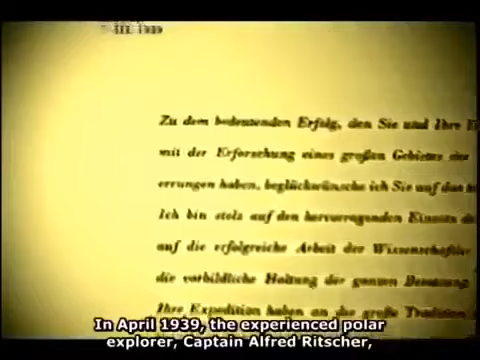 1939
Zu dem bedeutenden Erfolg, den Sie und Ihre
mit der Erforschung eines großen Gebietes der
errungen haben, beglückwünsche ich Sie auf das
Ich bin stolz auf den hervorragenden Einsatz
auf die erfolgreiche Arbeit der Wissenschaftler
die vorbildliche Haltung der ganzen Besatzung
Ihre Expedition haben an die große Tradition
In April 1939, the experienced polar
explorer, Captain Alfred Ritscher,